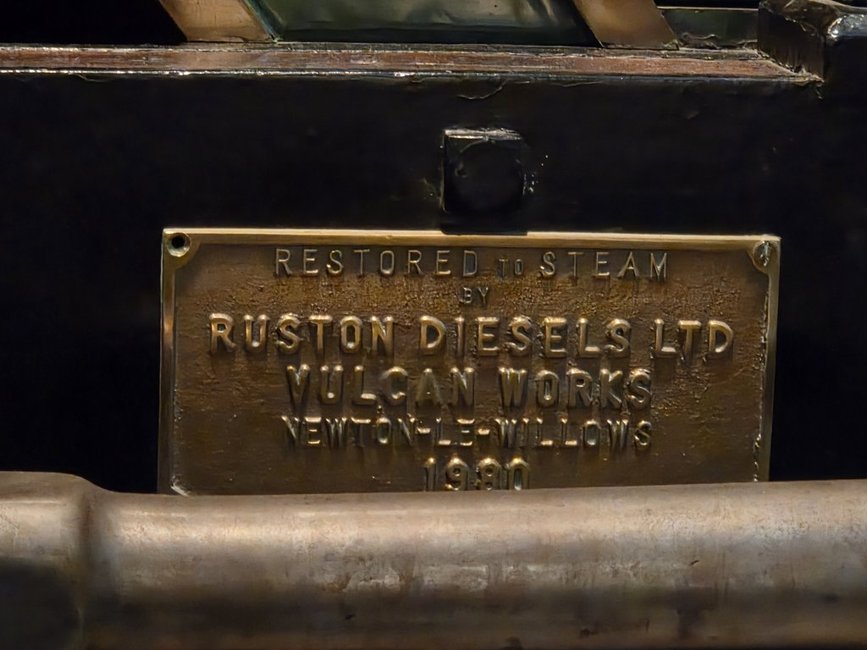 RESTORED TO STEAM
BY
RUSTON DIESELS LTD
VULCAN WORKS
NEWTON-LE-WILLOWS
1980